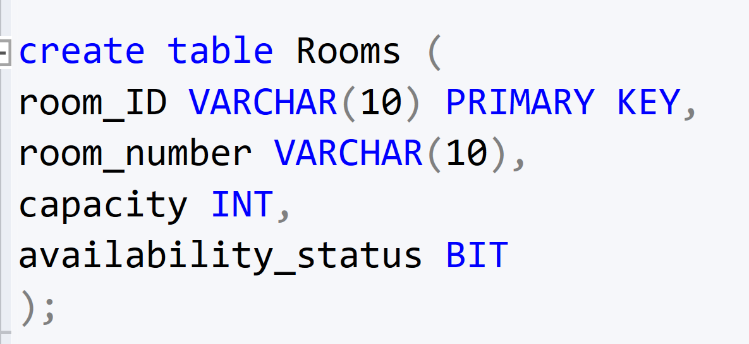 create table Rooms (
room_ID VARCHAR(10) PRIMARY KEY,
room_number VARCHAR(10),
capacity INT,
availability_status BIT
);